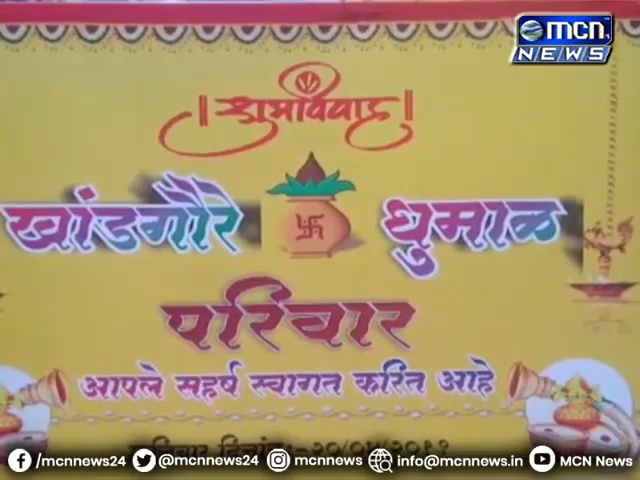 mcn
NEWS
॥शुभविवाह॥
खांडगौरे धुमाळ
परिवार
आपले सहर्ष स्वागत करित आहे
/mcnnews24 @mcnnews24 mcnnews info@mcnnews.in MCN News